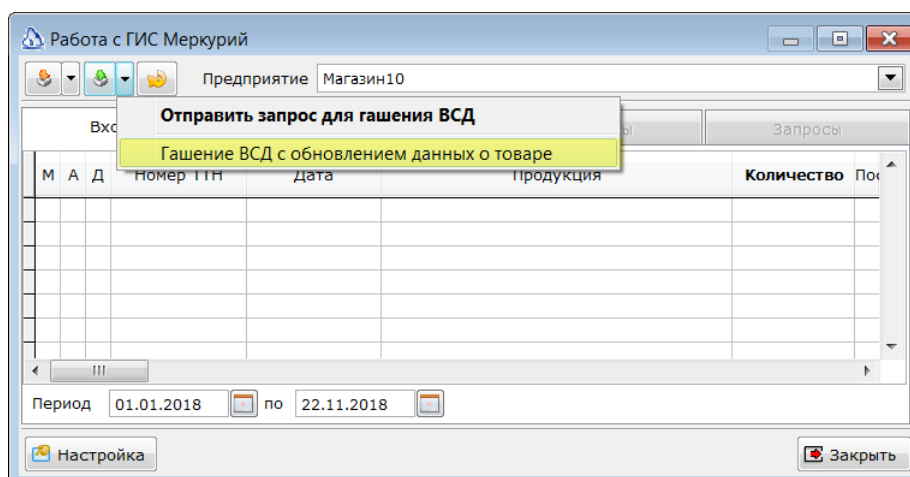 Работа с ГИС Меркурий
Предприятие Магазин10
Отправить запрос для гашения ВСД
Гашение ВСД с обновлением данных о товаре
Запросы
М А Д Номер ТТН Дата Продукция Количество
Период 01.01.2018 по 22.11.2018
Настройка Закрыть